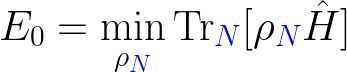 E_0 = \min_{\rho_N} \mathrm{Tr}_N[\rho_N \hat{H}]